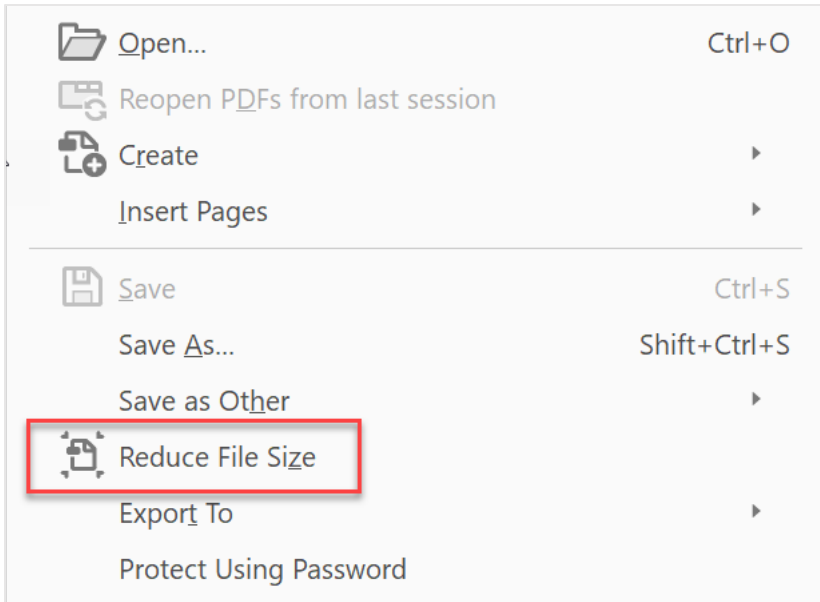 Open... Ctrl+O
Reopen PDFs from last session
Create
Insert Pages
Save Ctrl+S
Save As... Shift+Ctrl+S
Save as Other
Reduce File Size
Export To
Protect Using Password